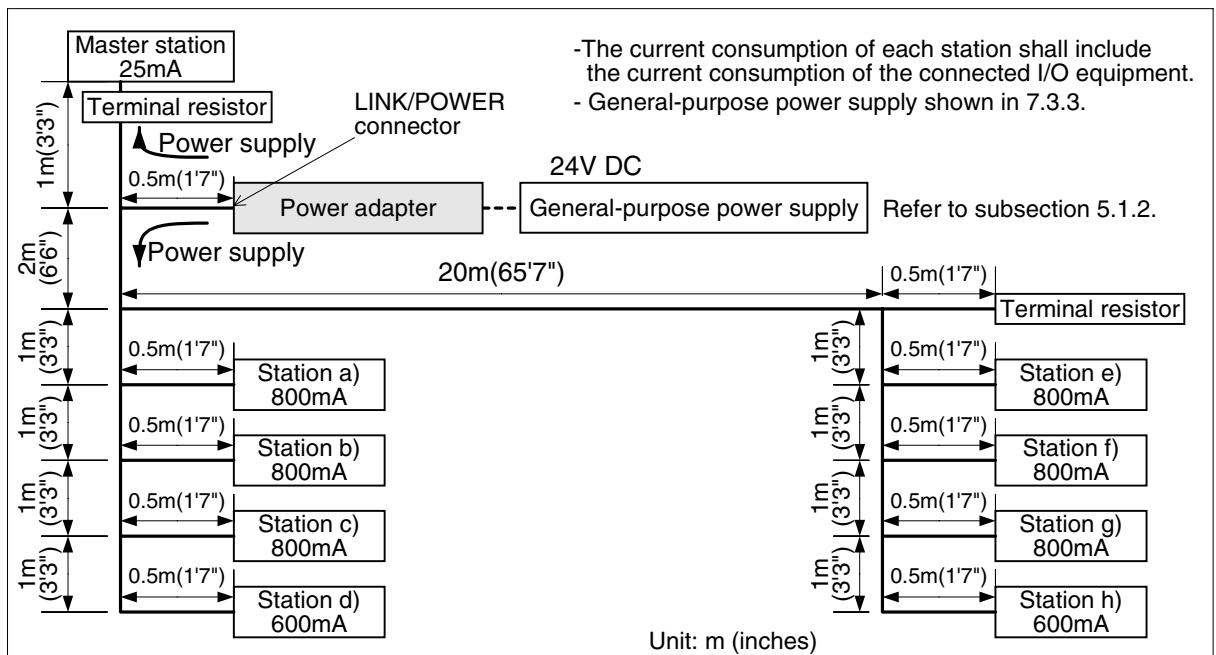 Master station
25mA
-The current consumption of each station shall include
the current consumption of the connected I/O equipment.
- General-purpose power supply shown in 7.3.3.
Terminal resistor
LINK/POWER
connector
1m(3'3")
Power supply
0.5m(1'7")
24V DC
Power adapter
General-purpose power supply
Refer to subsection 5.1.2.
Power supply
2m
(6'6")
20m(65'7")
0.5m(1'7")
Terminal resistor
1m
(3'3")
0.5m(1'7")
Station a)
800mA
1m
(3'3")
0.5m(1'7")
Station e)
800mA
1m
(3'3")
0.5m(1'7")
Station b)
800mA
1m
(3'3")
0.5m(1'7")
Station f)
800mA
1m
(3'3")
0.5m(1'7")
Station c)
800mA
1m
(3'3")
0.5m(1'7")
Station g)
800mA
1m
(3'3")
0.5m(1'7")
Station d)
600mA
1m
(3'3")
0.5m(1'7")
Station h)
600mA
Unit: m (inches)